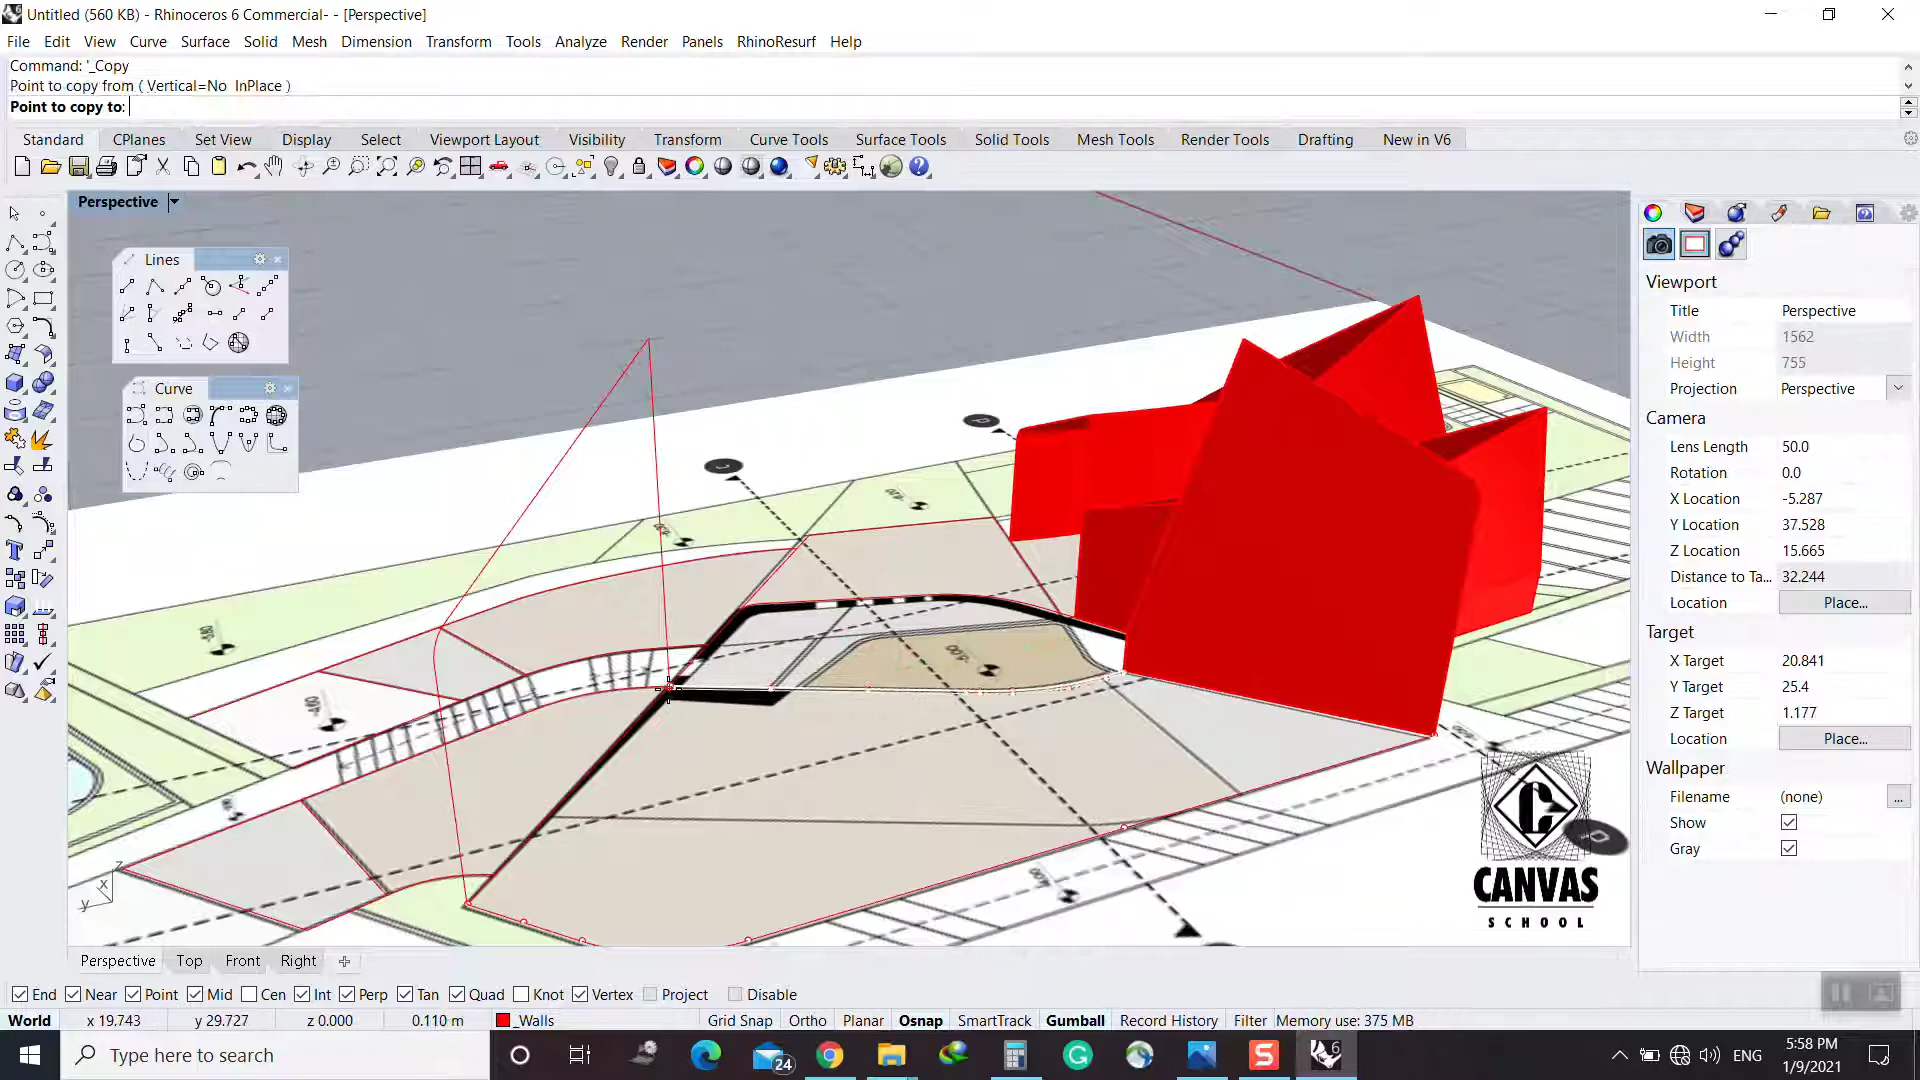 Untitled (560 KB) - Rhinoceros 6 Commercial- - [Perspective]
File Edit View Curve Surface Solid Mesh Dimension Transform Tools Analyze Render Panels RhinoResurf Help
Command: '_Copy
Point to copy from ( Vertical=No InPlace )
Point to copy to:
Standard CPlanes Set View Display Select Viewport Layout Visibility Transform Curve Tools Surface Tools Solid Tools Mesh Tools Render Tools Drafting New in V6
Perspective
Lines
Curve
Viewport
Title Perspective
Width 1562
Height 755
Projection Perspective
Camera
Lens Length 50.0
Rotation 0.0
X Location -5.287
Y Location 37.528
Z Location 15.665
Distance to Ta... 32.244
Location Place...
Target
X Target 20.841
Y Target 25.4
Z Target 1.177
Location Place...
Wallpaper
Filename (none) ...
Show
Gray
CANVAS
SCHOOL
z
x
y
Perspective Top Front Right
End Near Point Mid Cen Int Perp Tan Quad Knot Vertex Project Disable
World x 19.743 y 29.727 z 0.000 0.110 m _Walls Grid Snap Ortho Planar Osnap SmartTrack Gumball Record History Filter Memory use: 375 MB
Type here to search
24
6
ENG
5:58 PM
1/9/2021